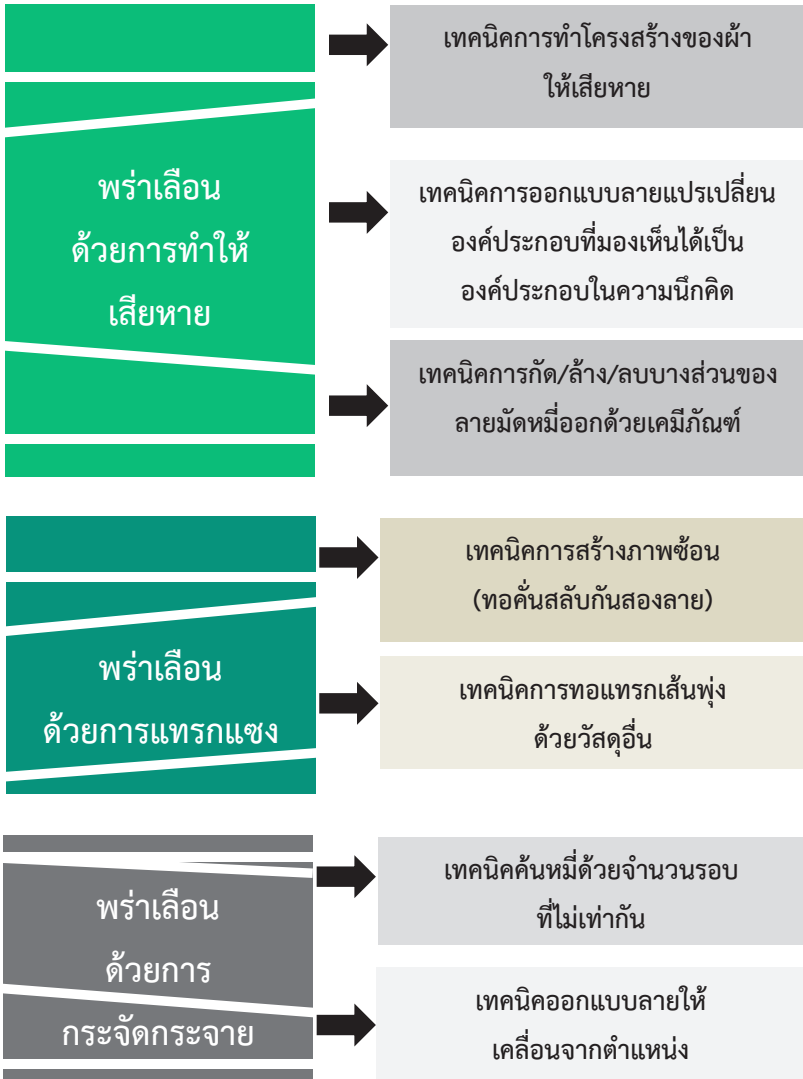 พร่าเลือน
ด้วยการทำให้
เสียหาย
เทคนิคการทำโครงสร้างของผ้า
ให้เสียหาย
เทคนิคการออกแบบลายแปรเปลี่ยน
องค์ประกอบที่มองเห็นได้เป็น
องค์ประกอบในความนึกคิด
เทคนิคการกัด/ล้าง/ลบบางส่วนของ
ลายมัดหมี่ออกด้วยเคมีภัณฑ์
พร่าเลือน
ด้วยการแทรกแซง
เทคนิคการสร้างภาพซ้อน
(ทอคั่นสลับกันสองลาย)
เทคนิคการทอแทรกเส้นพุ่ง
ด้วยวัสดุอื่น
พร่าเลือน
ด้วยการ
กระจัดกระจาย
เทคนิคค้นหมี่ด้วยจำนวนรอบ
ที่ไม่เท่ากัน
เทคนิคออกแบบลายให้
เคลื่อนจากตำแหน่ง